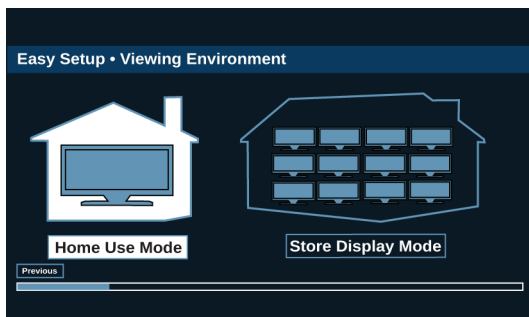 Easy Setup • Viewing Environment
Home Use Mode
Store Display Mode
Previous